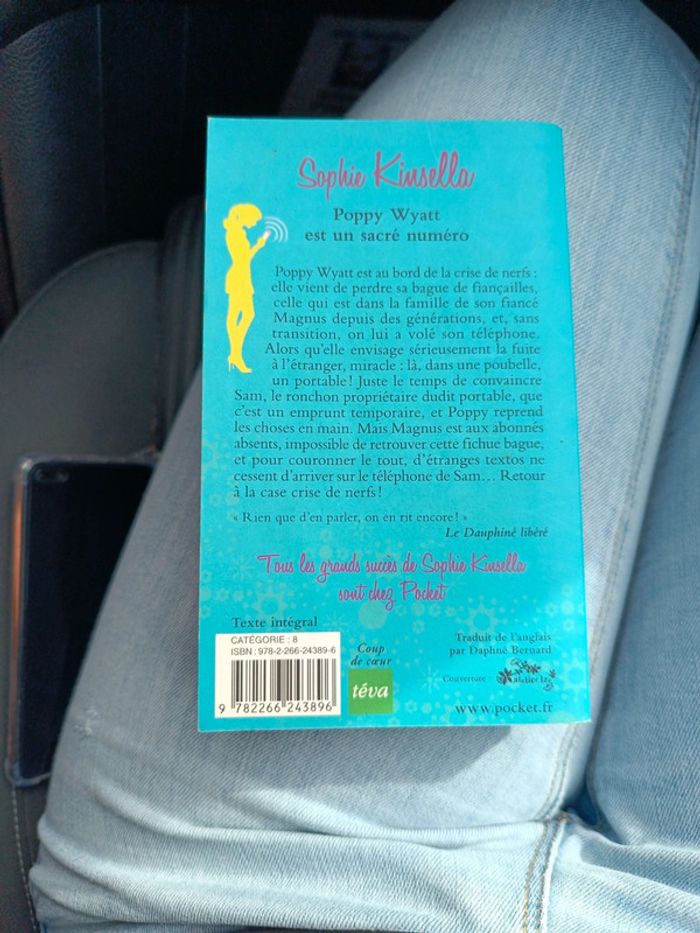 Sophie Kinsella
Poppy Wyatt
est un sacré numéro
Poppy Wyatt est au bord de la crise de nerfs :
elle vient de perdre sa bague de fiançailles,
celle qui est dans la famille de son fiancé
Magnus depuis des générations, et, sans
transition, on lui a volé son téléphone.
Alors qu'elle envisage sérieusement la fuite
à l'étranger, miracle : là, dans une poubelle,
un portable ! Juste le temps de convaincre
Sam, le ronchon propriétaire dudit portable, que
c'est un emprunt temporaire, et Poppy reprend
les choses en main. Mais Magnus est aux abonnés
absents, impossible de retrouver cette fichue bague,
et pour couronner le tout, d'étranges textos ne
cessent d'arriver sur le téléphone de Sam... Retour
à la case crise de nerfs !
« Rien que d'en parler, on en rit encore ! »
Le Dauphiné libéré
Tous les grands succès de Sophie Kinsella
sont chez Pocket
Texte intégral
CATÉGORIE : 8
ISBN : 978-2-266-24389-6
9 782266 243896
Coup
de cœur
téva
Traduit de l'anglais
par Daphné Bernard
Couverture :
www.pocket.fr